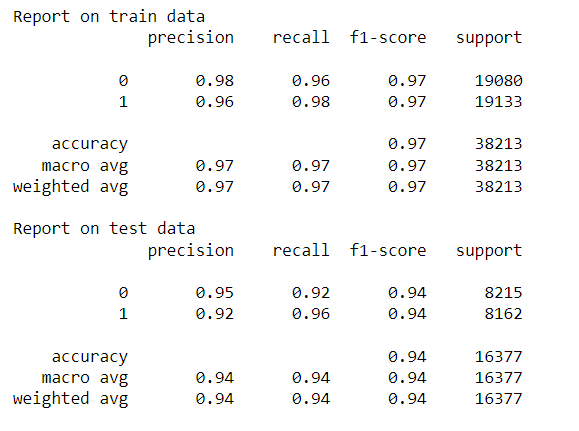 Report on train data
precision recall f1-score support
0 0.98 0.96 0.97 19080
1 0.96 0.98 0.97 19133
accuracy 0.97 38213
macro avg 0.97 0.97 0.97 38213
weighted avg 0.97 0.97 0.97 38213
Report on test data
precision recall f1-score support
0 0.95 0.92 0.94 8215
1 0.92 0.96 0.94 8162
accuracy 0.94 16377
macro avg 0.94 0.94 0.94 16377
weighted avg 0.94 0.94 0.94 16377